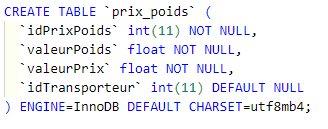 CREATE TABLE `prix_poids` (
  `idPrixPoids` int(11) NOT NULL,
  `valeurPoids` float NOT NULL,
  `valeurPrix` float NOT NULL,
  `idTransporteur` int(11) DEFAULT NULL
) ENGINE=InnoDB DEFAULT CHARSET=utf8mb4;